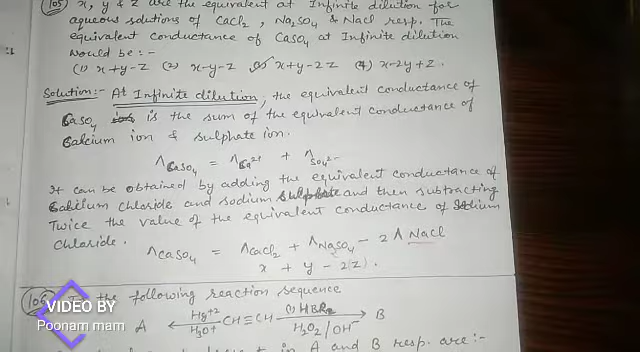 (105) x, y & z are the equivalent at Infinite dilution for
aqueous solutions of CaCl2, Na2SO4 & NaCl resp. The
equivalent conductance of CaSO4 at Infinite dilution
would be :-
(1) x+y-z (2) x-y-z (3) x+y-2z (4) x-2y+z.
Solution:- At Infinite dilution, the equivalent conductance of
CaSO4 is the sum of the equivalent conductance of
Calcium ion & sulphate ion.
ΛCaSO4 = ΛCa2+ + ΛSO4 2-
It can be obtained by adding the equivalent conductance of
Calcium chloride and sodium sulphate and then subtracting
Twice the value of the equivalent conductance of Sodium
chloride.
ΛCaSO4 = ΛCaCl2 + ΛNaSO4 - 2 Λ NaCl
x + y - 2(z).
(106) In the following reaction sequence
A ← Hg+2 / H3O+ CH≡CH (i) HBR2 / H2O2/OH- → B
in A and B resp. are :-
VIDEO BY
Poonam mam